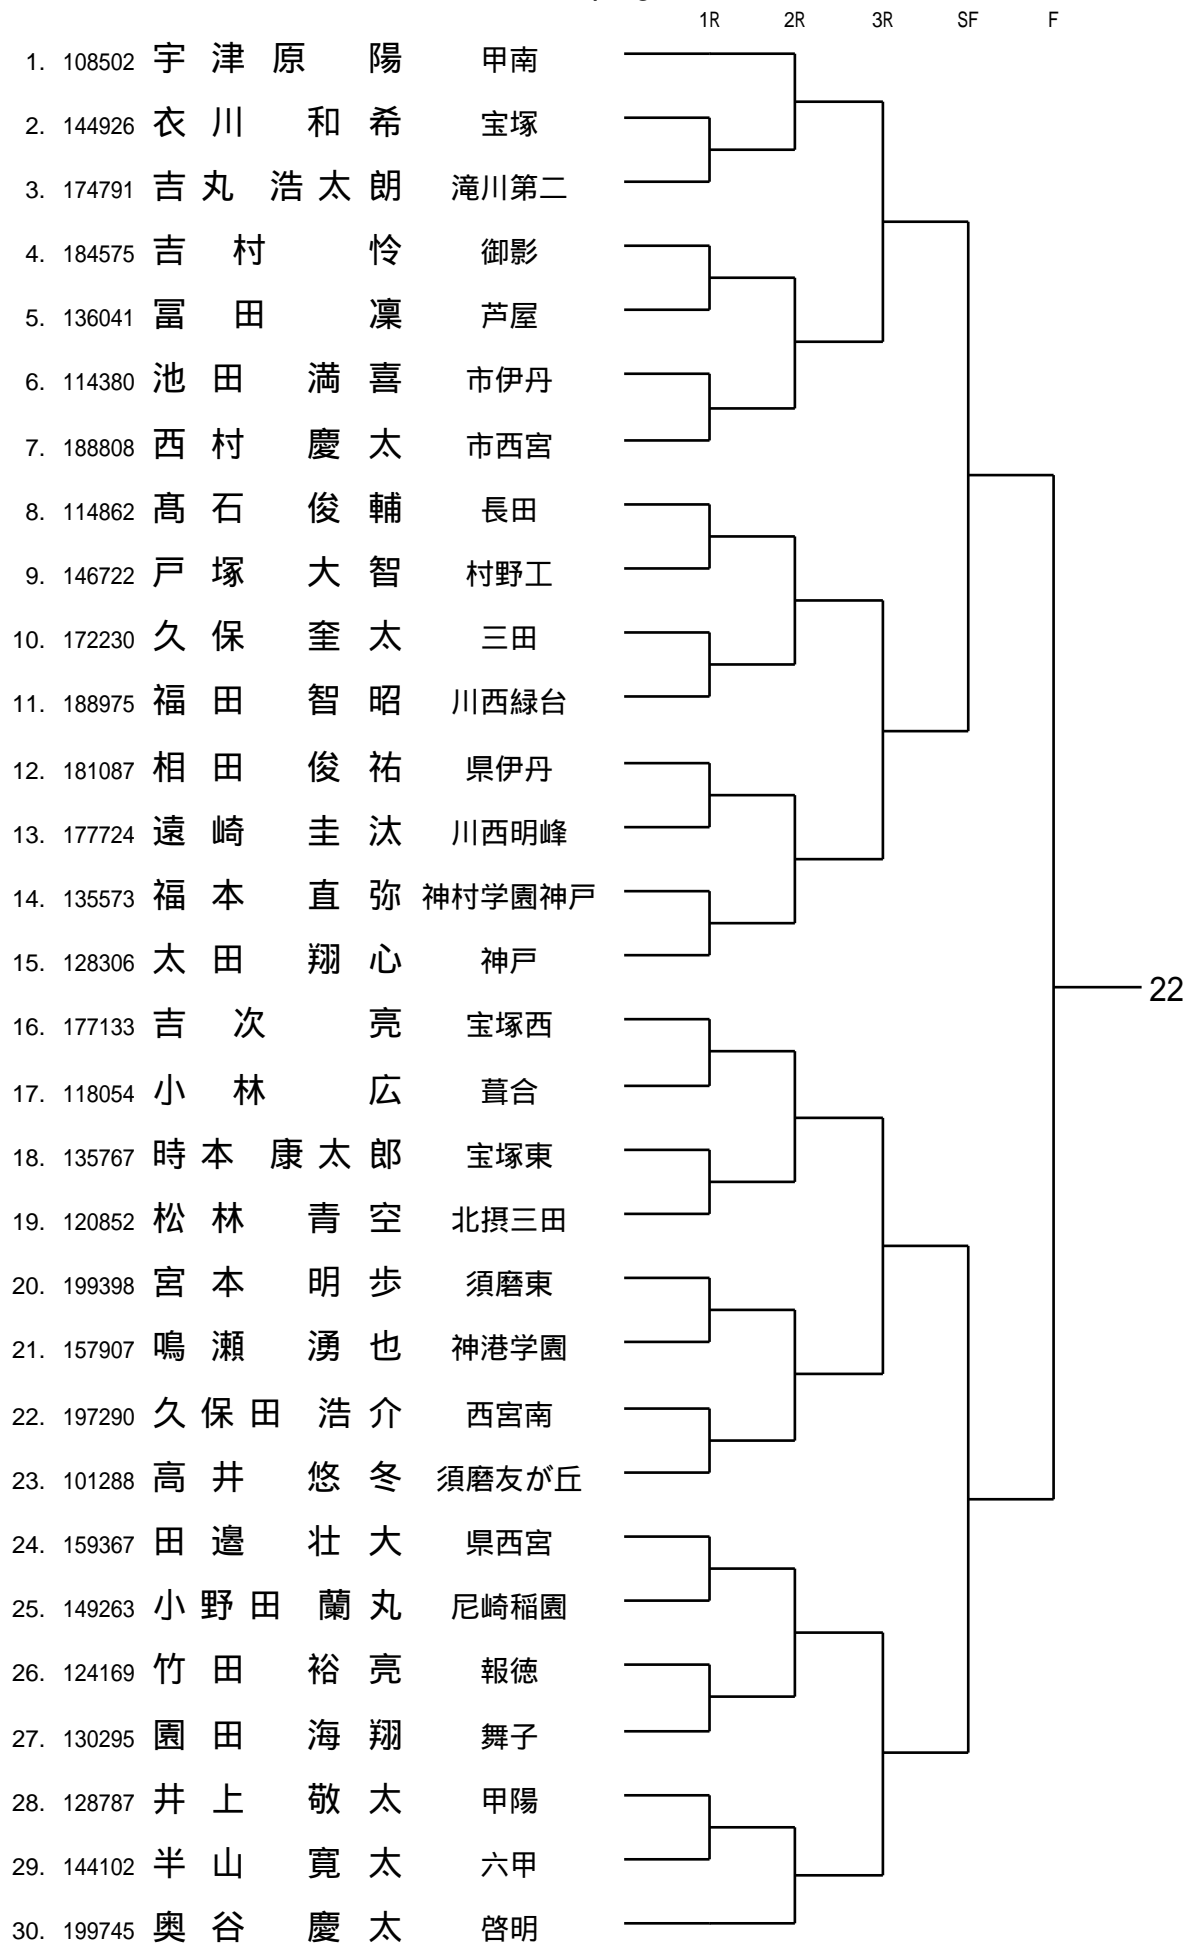 1R 2R 3R SF F
1. 108502 宇津原 陽 甲南
2. 144926 衣川 和希 宝塚
3. 174791 吉丸 浩太朗 滝川第二
4. 184575 吉村 怜 御影
5. 136041 冨田 凜 芦屋
6. 114380 池田 満喜 市伊丹
7. 188808 西村 慶太 市西宮
8. 114862 髙石 俊輔 長田
9. 146722 戸塚 大智 村野工
10. 172230 久保 奎太 三田
11. 188975 福田 智昭 川西緑台
12. 181087 相田 俊祐 県伊丹
13. 177724 遠崎 圭汰 川西明峰
14. 135573 福本 直弥 神村学園神戸
15. 128306 太田 翔心 神戸
22
16. 177133 吉次 亮 宝塚西
17. 118054 小林 広 葺合
18. 135767 時本 康太郎 宝塚東
19. 120852 松林 青空 北摂三田
20. 199398 宮本 明歩 須磨東
21. 157907 鳴瀬 湧也 神港学園
22. 197290 久保田 浩介 西宮南
23. 101288 高井 悠冬 須磨友が丘
24. 159367 田邉 壮大 県西宮
25. 149263 小野田 蘭丸 尼崎稲園
26. 124169 竹田 裕亮 報徳
27. 130295 園田 海翔 舞子
28. 128787 井上 敬太 甲陽
29. 144102 半山 寛太 六甲
30. 199745 奥谷 慶太 啓明